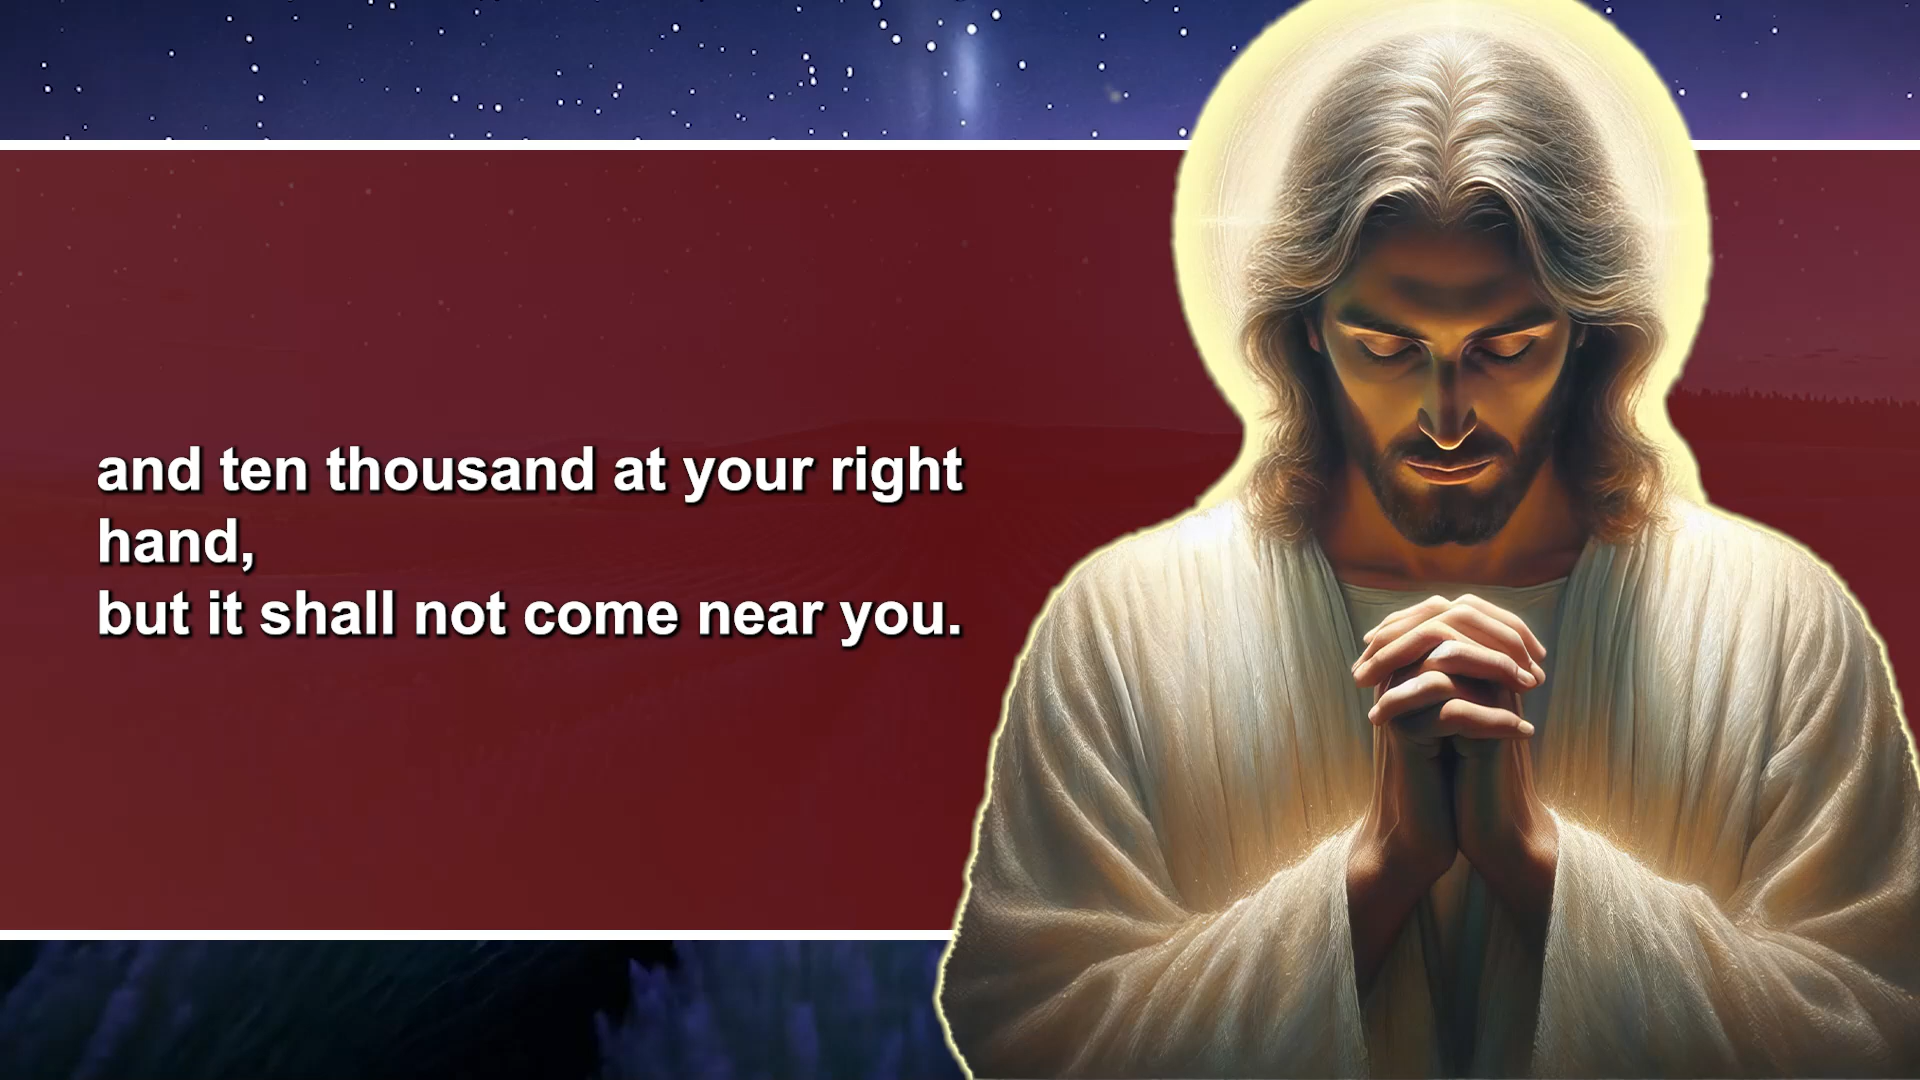 and ten thousand at your right
hand,
but it shall not come near you.